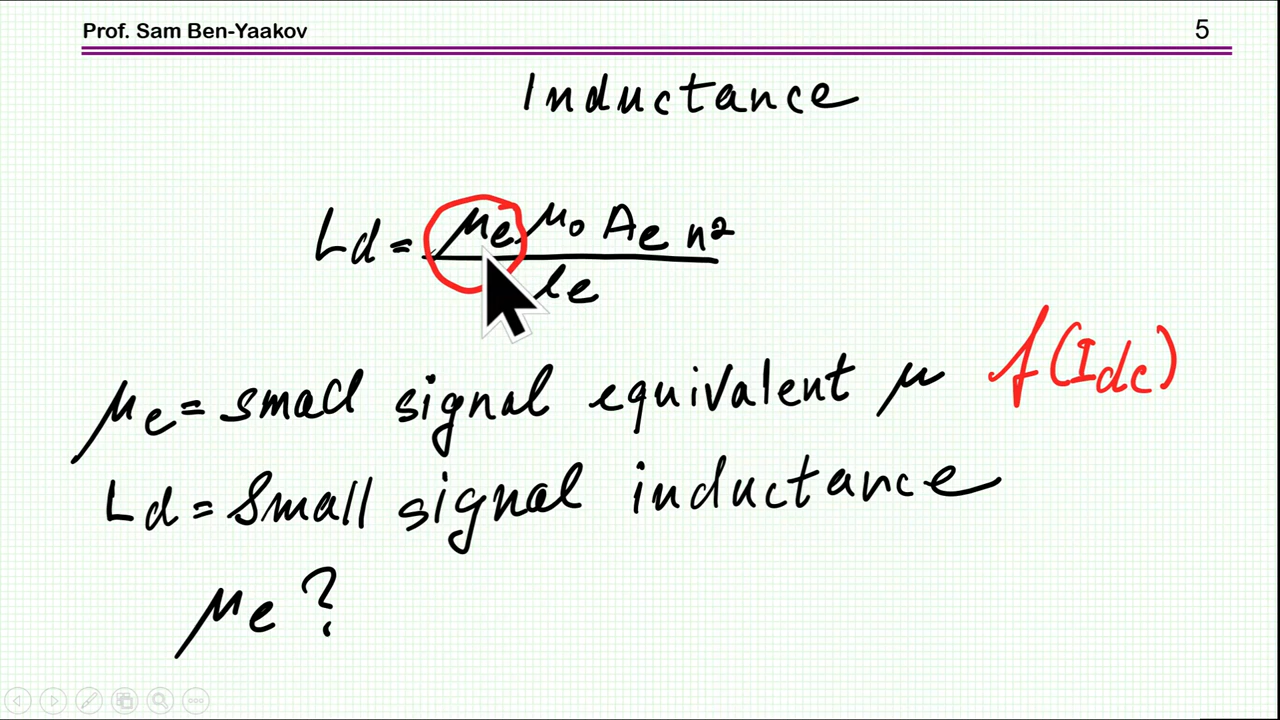 Prof. Sam Ben-Yaakov
5
Inductance
Ld = μe μo Ae n²
le
μe = small signal equivalent μ f(Idc)
Ld = Small signal inductance
μe ?